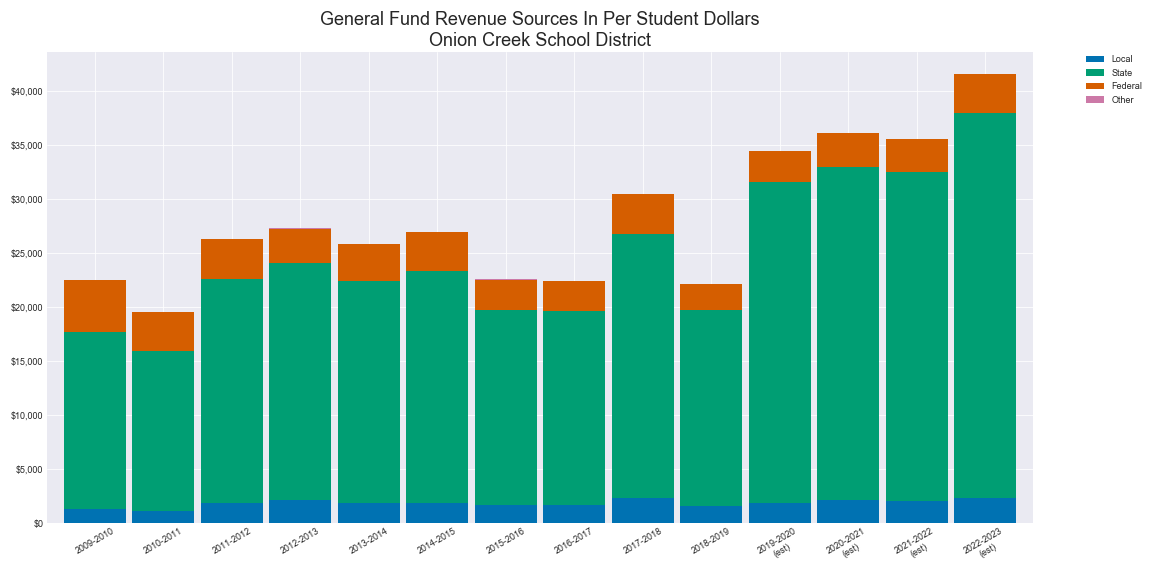 General Fund Revenue Sources In Per Student Dollars
Onion Creek School District
Local
State
Federal
Other
$40,000
$35,000
$30,000
$25,000
$20,000
$15,000
$10,000
$5,000
$0
2009-2010
2010-2011
2011-2012
2012-2013
2013-2014
2014-2015
2015-2016
2016-2017
2017-2018
2018-2019
2019-2020
(est)
2020-2021
(est)
2021-2022
(est)
2022-2023
(est)